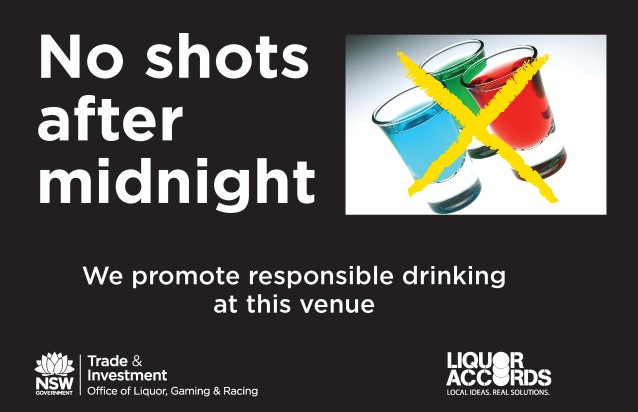 No shots
after
midnight
We promote responsible drinking
at this venue
NSW
GOVERNMENT
Trade &
Investment
Office of Liquor, Gaming & Racing
LIQUOR
ACCORDS
LOCAL IDEAS. REAL SOLUTIONS.